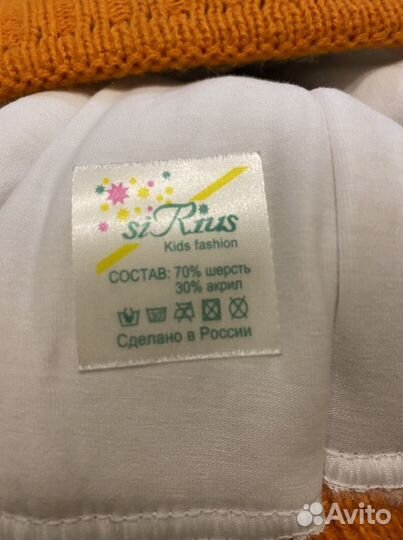 siRius
Kids fashion
СОСТАВ: 70% шерсть
30% акрил
Сделано в России
Avito